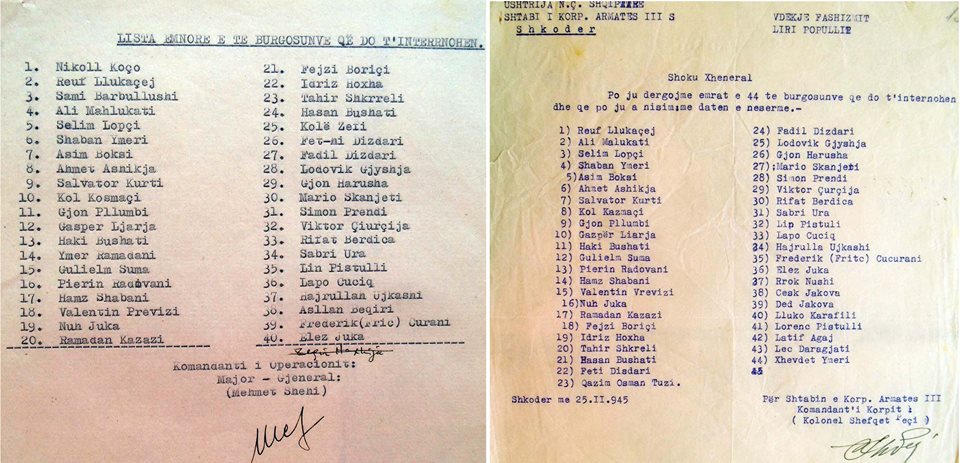 LISTA EMNORE E TE BURGOSUNVE QË DO T'INTERRNOHEN.
1. Nikoll Koço
2. Reuf Llukaçej
3. Sami Barbullushi
4. Ali Mahlukati
5. Selim Lopçi
6. Shaban Ymeri
7. Asim Boksi
8. Ahmet Ashikja
9. Salvator Kurti
10. Kol Kosmaçi
11. Gjon Pllumbi
12. Gasper Ljarja
13. Haki Bushati
14. Ymer Ramadani
15. Gulielm Suma
16. Pierin Radovani
17. Hamz Shabani
18. Valentin Previzi
19. Nuh Juka
20. Ramadan Kazazi
21. Fejzi Boriçi
22. Idriz Hoxha
23. Tahir Shkrreli
24. Hasan Bushati
25. Kolë Zeri
26. Fet-mi Dizdari
27. Fadil Dizdari
28. Lodovik Gjyshja
29. Gjon Harusha
30. Mario Skanjeti
31. Simon Prendi
32. Viktor Çiurçija
33. Rifat Berdica
34. Sabri Ura
35. Lin Pistulli
36. Lapo Cuciq
37. Hajrullan Ujkashi
38. Asllan Beqiri
39. Frederik(Fric) Curani
40. Elez Juka
Komandanti i Operacionit:
Major - Gjeneral:
(Mehmet Shehi)
USHTRIJA N.Ç. SHQIPTARE
SHTABI I KORP. ARMATES III S
Shkoder
VDEKJE FASHIZMIT
LIRI POPULLIT
Shoku Xheneral
Po ju dergojme emrat e 44 te burgosunve qe do t'internohen
dhe qe po ju a nisim;me daten e neserme.-
1) Reuf Llukaçej
2) Ali Malukati
3) Selim Lopçi
4) Shaban Ymeri
5) Asim Boksi
6) Ahmet Ashikja
7) Salvator Kurti
8) Kol Kazmaçi
9) Gjon Pllumbi
10) Gazpër Liarja
11) Haki Bushati
12) Gulielm Suma
13) Pierin Radovani
14) Hamz Shabani
15) Valentin Vrevizi
16) Nuh Juka
17) Ramadan Kazazi
18) Fejzi Boriçi
19) Idriz Hoxha
20) Tahir Shkreli
21) Hasan Bushati
22) Feti Disdari
23) Qazim Osman Tuzi.
24) Fadil Dizdari
25) Lodovik Gjyshja
26) Gjon Harusha
27) Mario Skanjeti
28) Simon Prendi
29) Viktor Çurçija
30) Rifat Berdica
31) Sabri Ura
32) Lip Pistuli
33) Lapo Cuciq
34) Hajrulla Ujkashi
35) Frederik (Fritc) Cucurani
36) Elez Juka
37) Rrok Nushi
38) Cesk Jakova
39) Ded Jakova
40) Lluko Karafili
41) Lorenc Pistulli
42) Latif Agaj
43) Lec Daragjati
44) Xhevdet Ymeri
45
Shkoder me 25.II.945
Për Shtabin e Korp. Armates III
Komandant'i Korpit :
( Kolonel Shefqet Peçi )